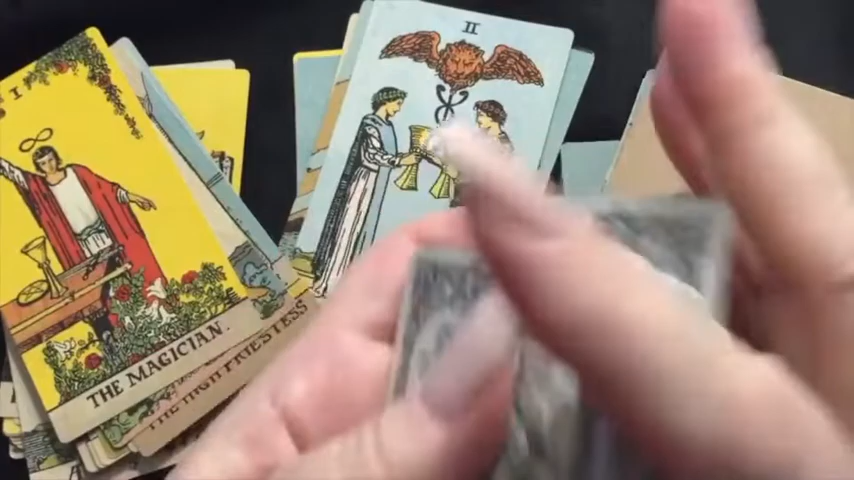 I
THE MAGICIAN.
THE HIGH PRIESTESS
II